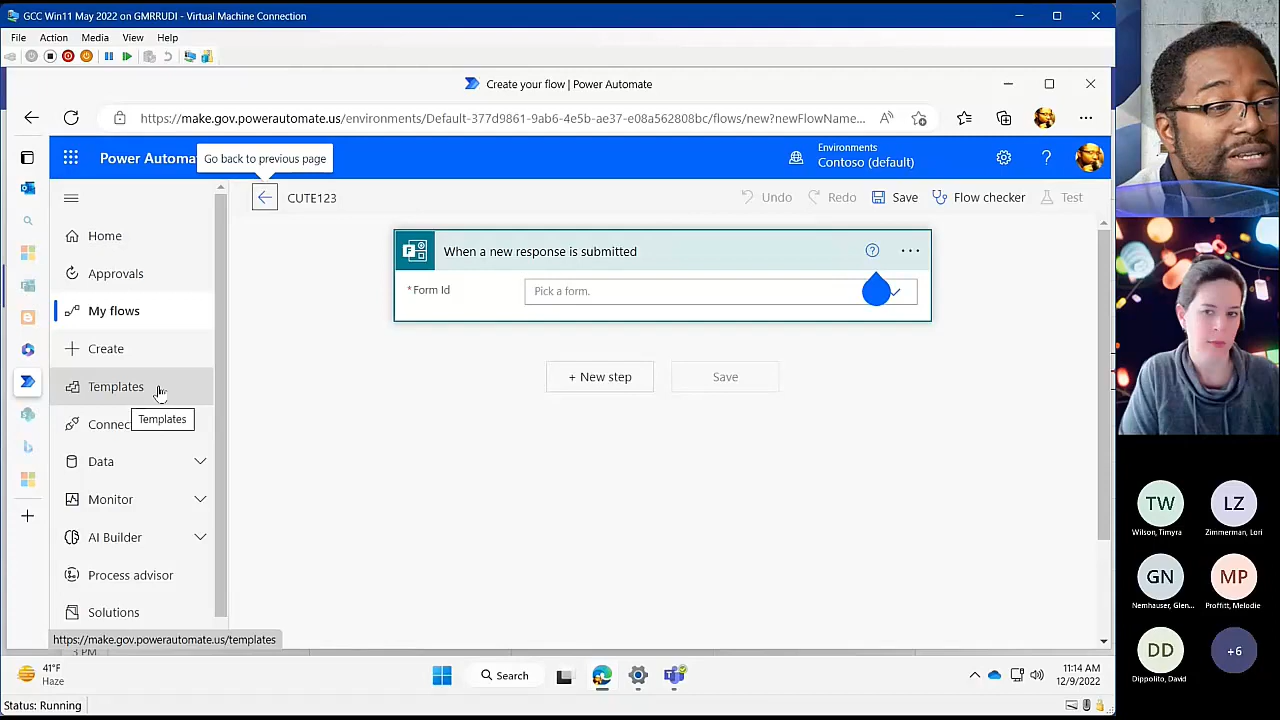 GCC Win11 May 2022 on GMRRUDI - Virtual Machine Connection
File Action Media View Help
Create your flow | Power Automate
https://make.gov.powerautomate.us/environments/Default-377d9861-9ab6-4e5b-ae37-e08a562808bc/flows/new?newFlowName...
Power Automa
Go back to previous page
Environments
Contoso (default)
CUTE123
Undo Redo Save Flow checker Test
Home
Approvals
My flows
Create
Templates
Templates
Connec
Data
Monitor
AI Builder
Process advisor
Solutions
When a new response is submitted
*Form Id
Pick a form.
+ New step
Save
https://make.gov.powerautomate.us/templates
3 PM
41°F
Haze
Search
11:14 AM
12/9/2022
Status: Running
TW
Wilson, Timyra
LZ
Zimmerman, Lori
GN
Nemhauser, Glen...
MP
Proffitt, Melodie
DD
Dippolito, David
+6